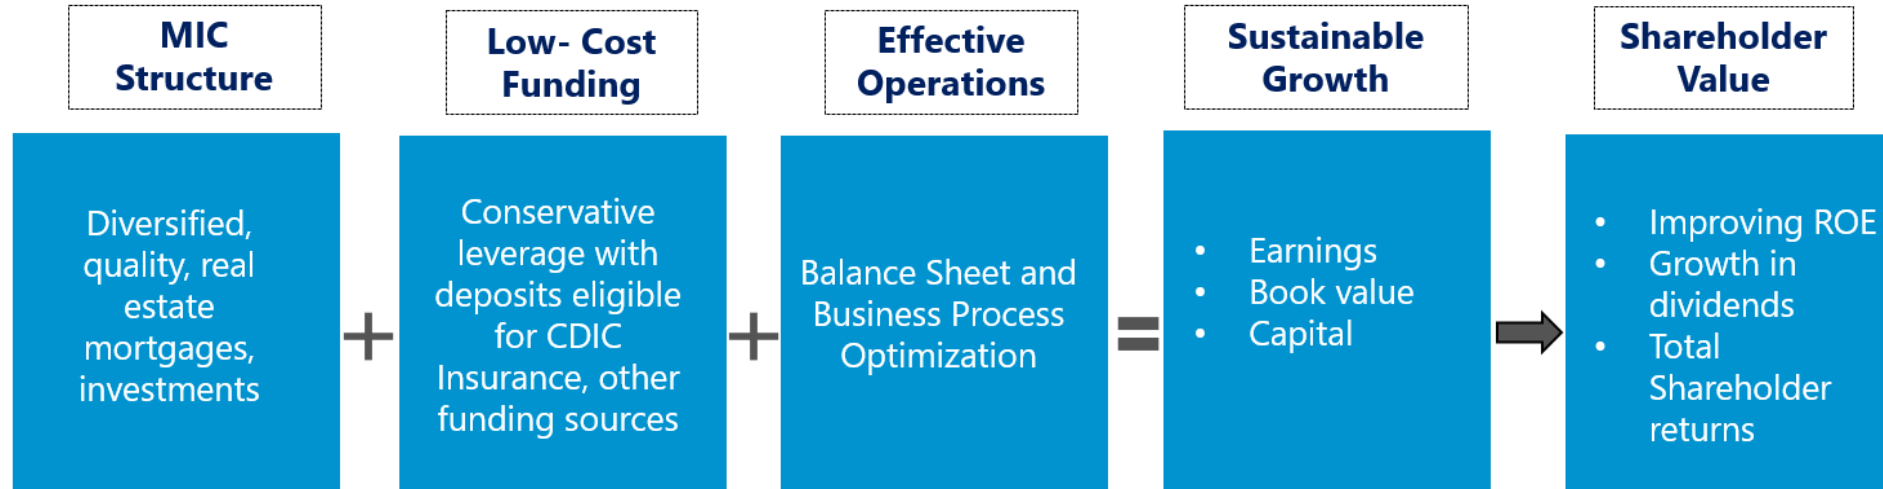 MIC
Structure
Diversified,
quality, real
estate
mortgages,
investments
+
Low- Cost
Funding
Conservative
leverage with
deposits eligible
for CDIC
Insurance, other
funding sources
+
Effective
Operations
Balance Sheet and
Business Process
Optimization
=
Sustainable
Growth
• Earnings
• Book value
• Capital
Shareholder
Value
• Improving ROE
• Growth in
dividends
• Total
Shareholder
returns